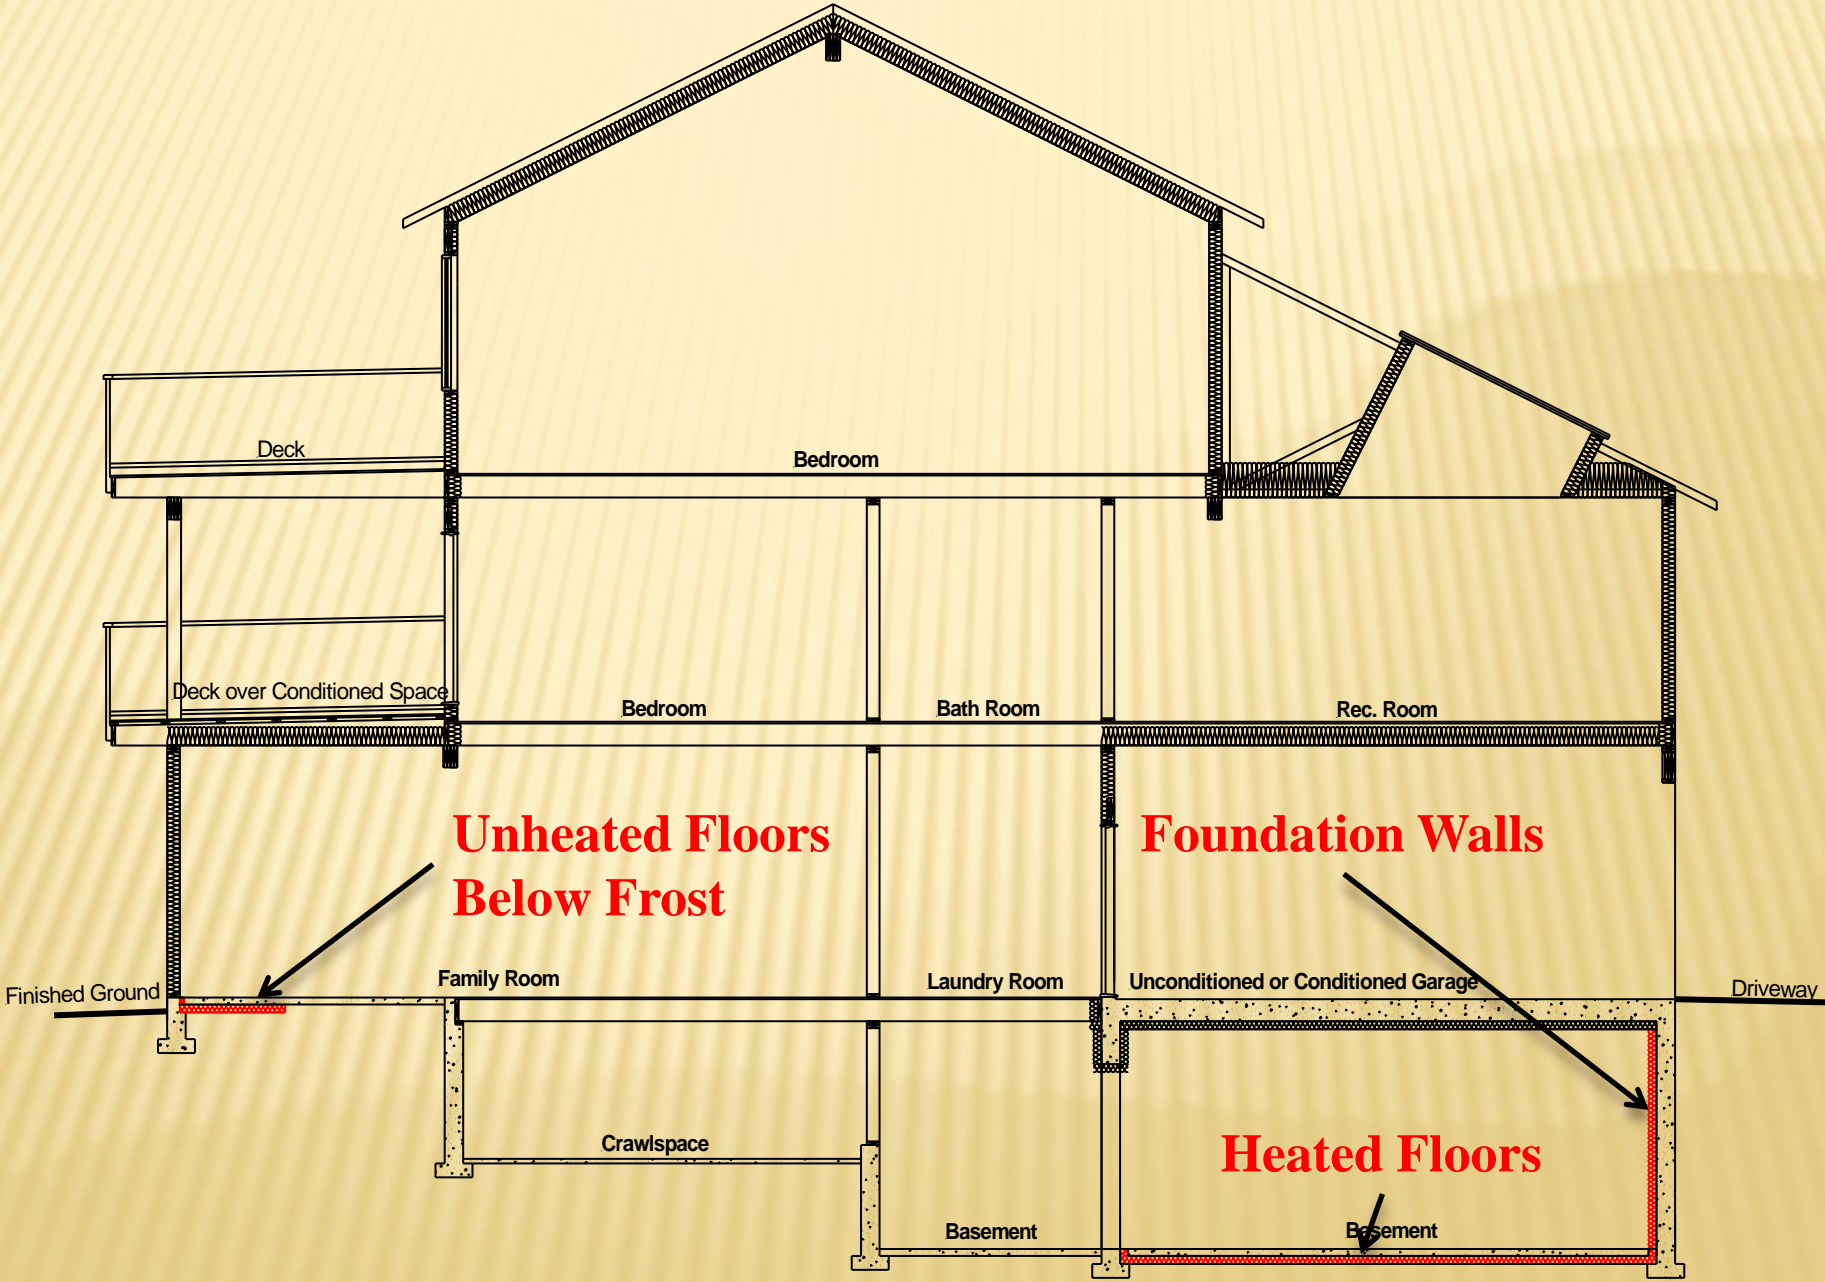 Deck
Bedroom
Deck over Conditioned Space
Bedroom
Bath Room
Rec. Room
Unheated Floors
Below Frost
Foundation Walls
Family Room
Laundry Room
Unconditioned or Conditioned Garage
Finished Ground
Driveway
Crawlspace
Heated Floors
Basement
Basement